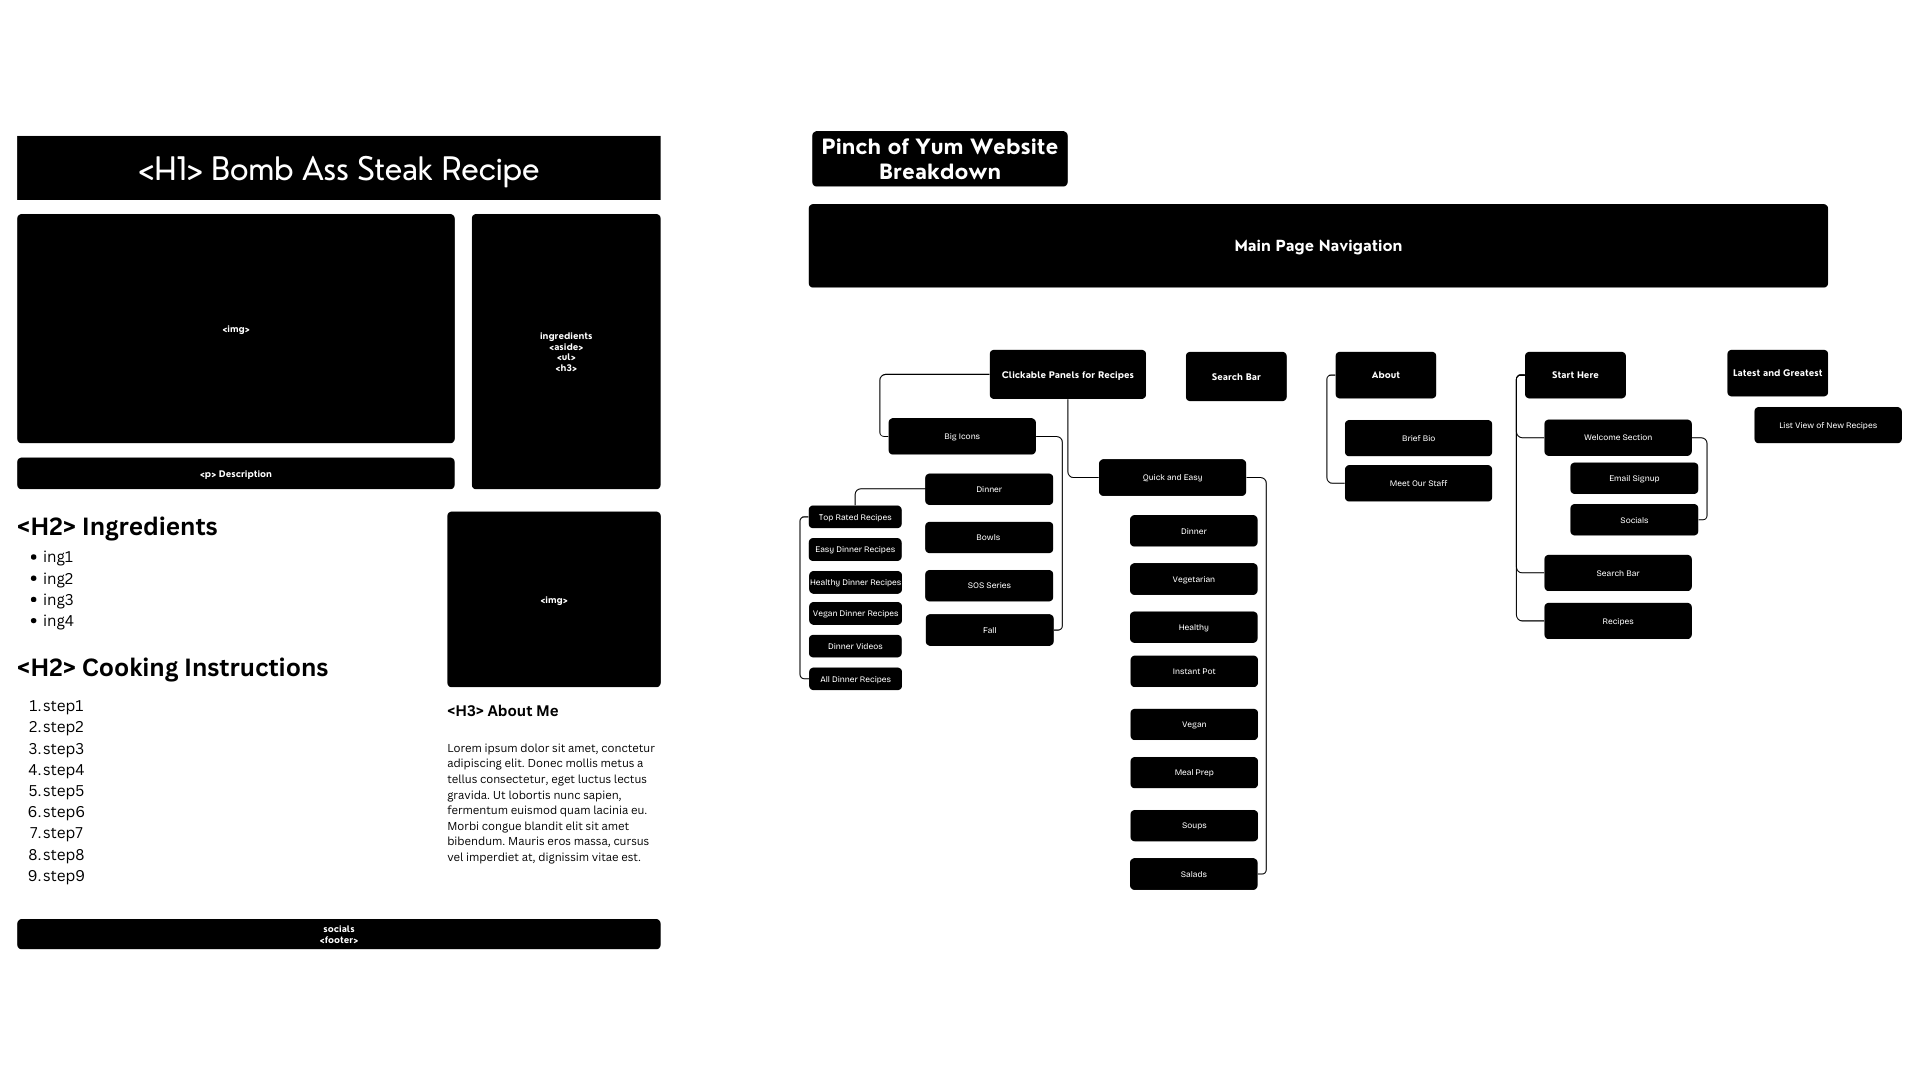 <H1> Bomb Ass Steak Recipe
<img>
ingredients
<aside>
<ul>
<h3>
<p> Description
<H2> Ingredients
• ing1
• ing2
• ing3
• ing4
<img>
<H2> Cooking Instructions
1. step1
2. step2
3. step3
4. step4
5. step5
6. step6
7. step7
8. step8
9. step9
<H3> About Me
Lorem ipsum dolor sit amet, conctetur
adipiscing elit. Donec mollis metus a
tellus consectetur, eget luctus lectus
gravida. Ut lobortis nunc sapien,
fermentum euismod quam lacinia eu.
Morbi congue blandit elit sit amet
bibendum. Mauris eros massa, cursus
vel imperdiet at, dignissim vitae est.
socials
<footer>
Pinch of Yum Website
Breakdown
Main Page Navigation
Clickable Panels for Recipes
Big Icons
Dinner
Top Rated Recipes
Easy Dinner Recipes
Healthy Dinner Recipes
Vegan Dinner Recipes
Dinner Videos
All Dinner Recipes
Bowls
SOS Series
Fall
Quick and Easy
Dinner
Vegetarian
Healthy
Instant Pot
Vegan
Meal Prep
Soups
Salads
Search Bar
About
Brief Bio
Meet Our Staff
Start Here
Welcome Section
Email Signup
Socials
Search Bar
Recipes
Latest and Greatest
List View of New Recipes